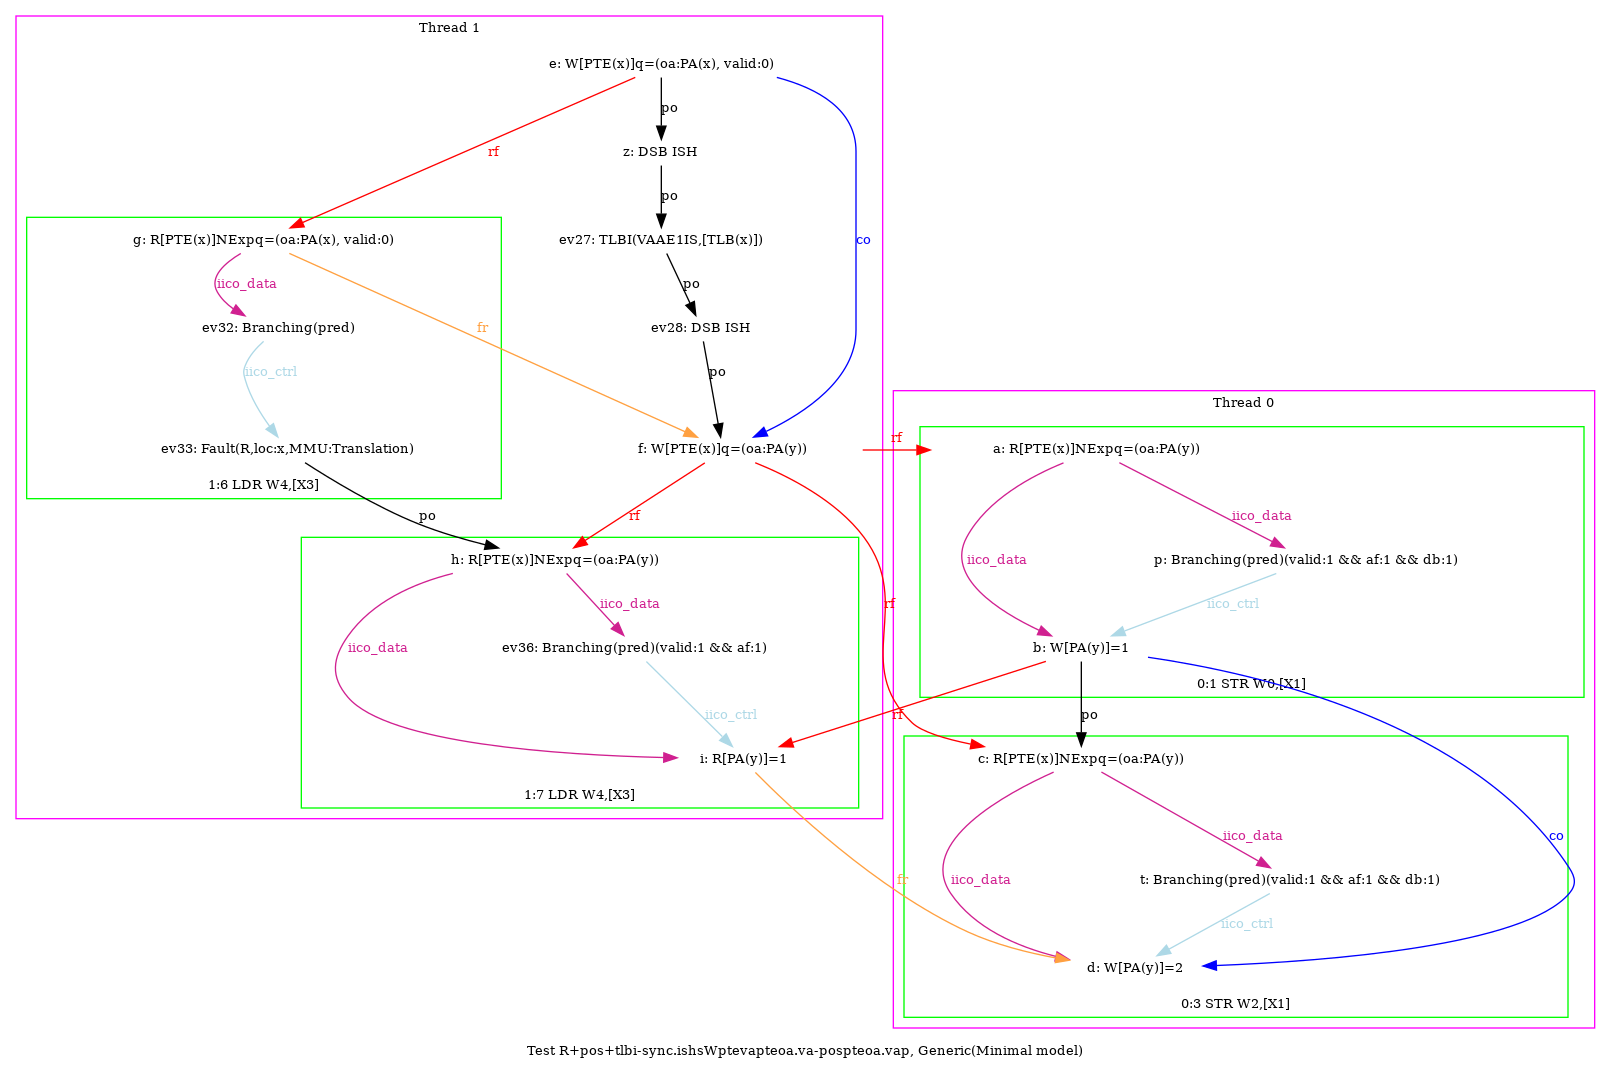 Thread 1
e: W[PTE(x)]q=(oa:PA(x), valid:0)
po
rf
z: DSB ISH
po
g: R[PTE(x)]NExpq=(oa:PA(x), valid:0)
ev27: TLBI(VAAE1IS,[TLB(x)])
co
iico_data
po
ev32: Branching(pred)
fr
ev28: DSB ISH
iico_ctrl
po
ev33: Fault(R,loc:x,MMU:Translation)
f: W[PTE(x)]q=(oa:PA(y))
1:6 LDR W4,[X3]
po
rf
rf
h: R[PTE(x)]NExpq=(oa:PA(y))
iico_data
rf
iico_data
ev36: Branching(pred)(valid:1 && af:1)
iico_ctrl
i: R[PA(y)]=1
1:7 LDR W4,[X3]
Thread 0
a: R[PTE(x)]NExpq=(oa:PA(y))
iico_data
iico_data
p: Branching(pred)(valid:1 && af:1 && db:1)
iico_ctrl
b: W[PA(y)]=1
0:1 STR W0,[X1]
rf
po
c: R[PTE(x)]NExpq=(oa:PA(y))
iico_data
co
iico_data
fr
t: Branching(pred)(valid:1 && af:1 && db:1)
iico_ctrl
d: W[PA(y)]=2
0:3 STR W2,[X1]
Test R+pos+tlbi-sync.ishsWptevapteoa.va-pospteoa.vap, Generic(Minimal model)